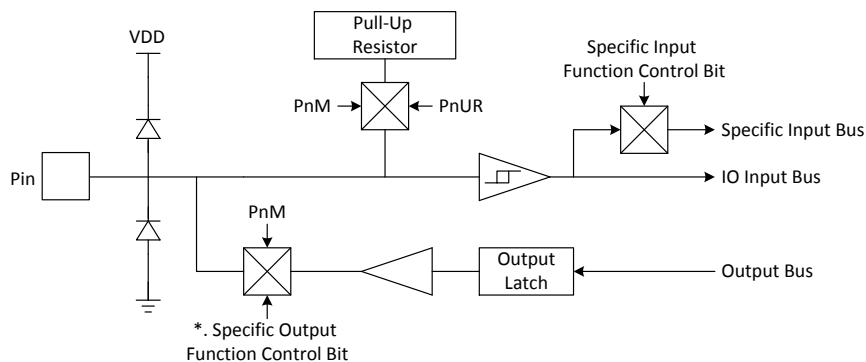 Pull-Up
Resistor
VDD
Specific Input
Function Control Bit
PnM
PnUR
Specific Input Bus
Pin
IO Input Bus
PnM
Output
Latch
Output Bus
*. Specific Output
Function Control Bit